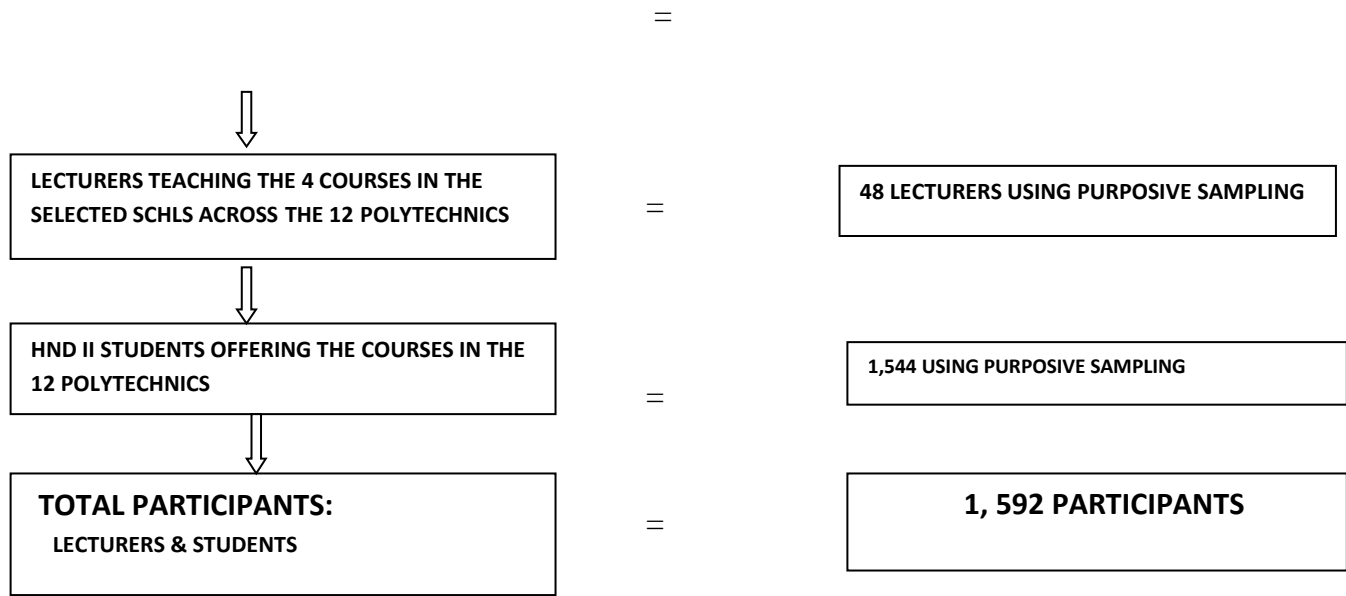 =
LECTURERS TEACHING THE 4 COURSES IN THE
SELECTED SCHLS ACROSS THE 12 POLYTECHNICS
=
48 LECTURERS USING PURPOSIVE SAMPLING
HND II STUDENTS OFFERING THE COURSES IN THE
12 POLYTECHNICS
=
1,544 USING PURPOSIVE SAMPLING
TOTAL PARTICIPANTS:
LECTURERS & STUDENTS
=
1, 592 PARTICIPANTS